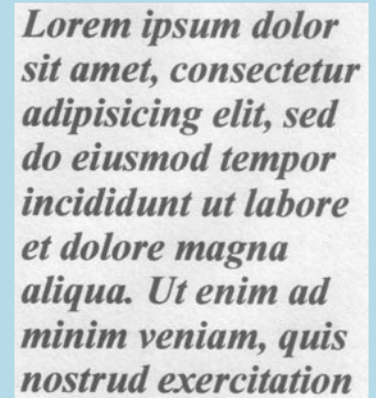 Lorem ipsum dolor
sit amet, consectetur
adipisicing elit, sed
do eiusmod tempor
incididunt ut labore
et dolore magna
aliqua. Ut enim ad
minim veniam, quis
nostrud exercitation